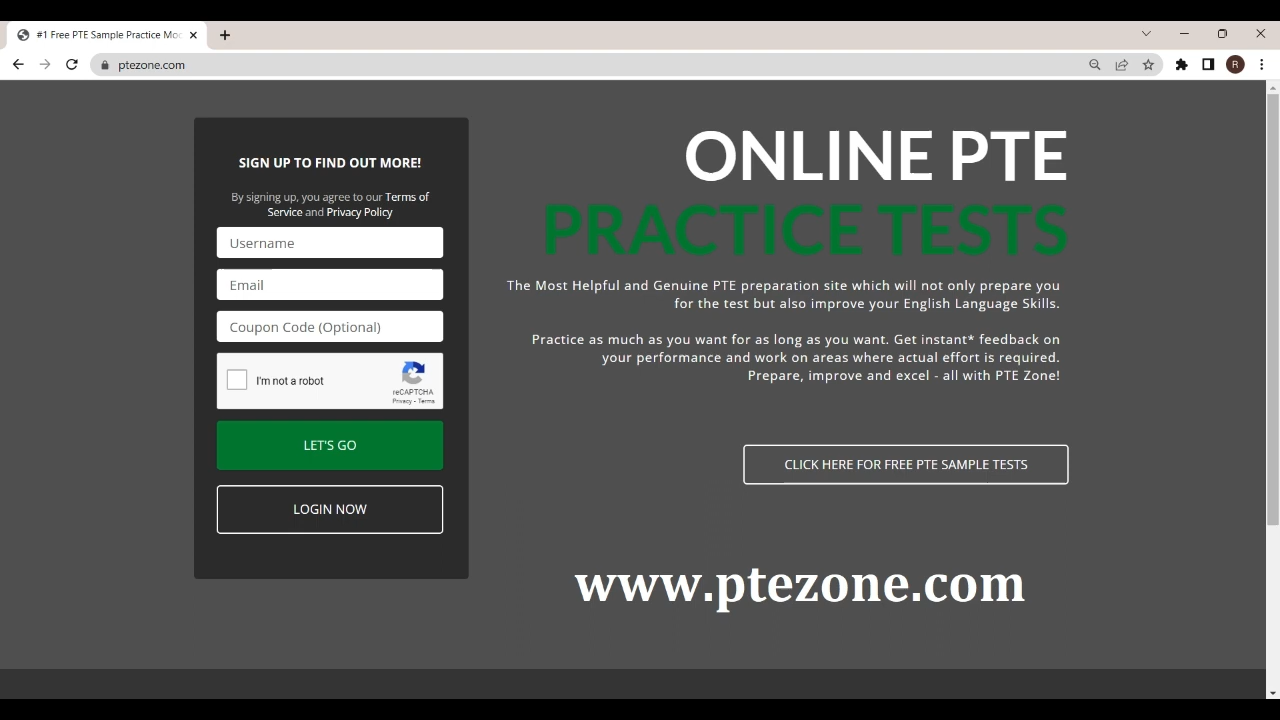 #1 Free PTE Sample Practice Moc
ptezone.com
R
SIGN UP TO FIND OUT MORE!
By signing up, you agree to our Terms of
Service and Privacy Policy
Username
Email
Coupon Code (Optional)
I'm not a robot
reCAPTCHA
Privacy - Terms
LET'S GO
LOGIN NOW
ONLINE PTE
PRACTICE TESTS
The Most Helpful and Genuine PTE preparation site which will not only prepare you
for the test but also improve your English Language Skills.
Practice as much as you want for as long as you want. Get instant* feedback on
your performance and work on areas where actual effort is required.
Prepare, improve and excel - all with PTE Zone!
CLICK HERE FOR FREE PTE SAMPLE TESTS
www.ptezone.com